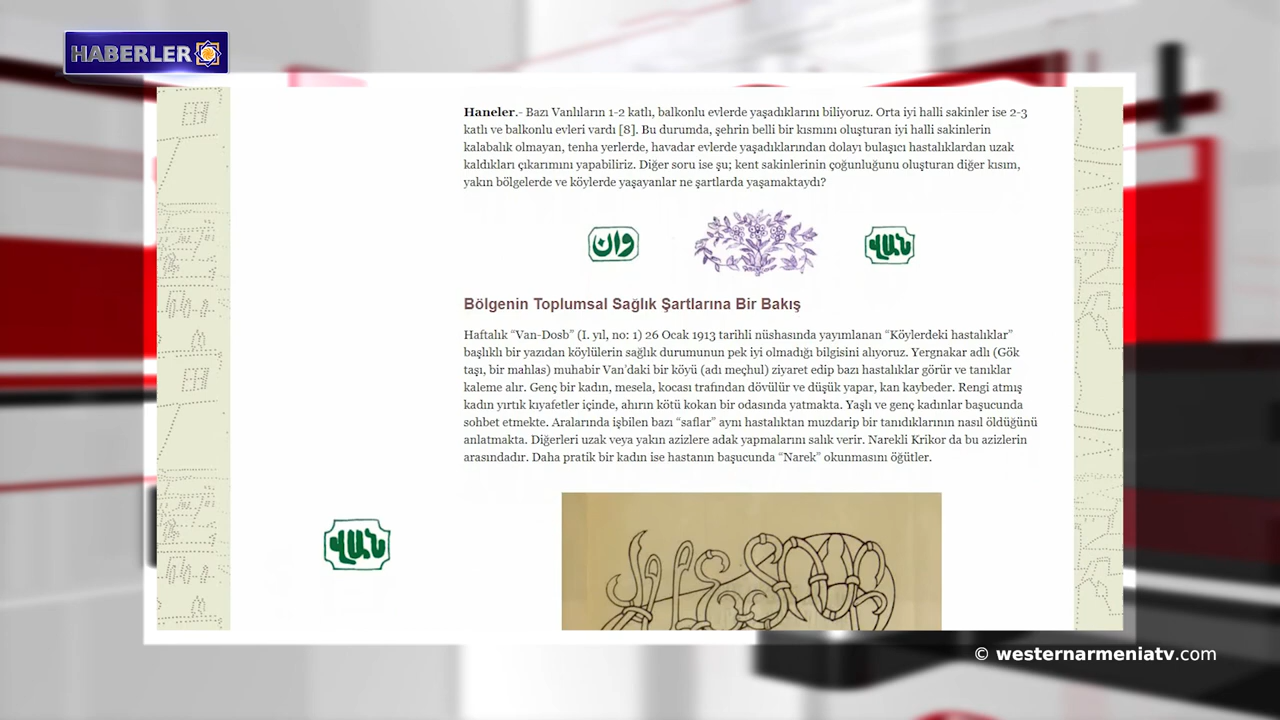 HABERLER
Haneler.- Bazı Vanlıların 1-2 katlı, balkonlu evlerde yaşadıklarını biliyoruz. Orta iyi halli sakinler ise 2-3
katlı ve balkonlu evleri vardı [8]. Bu durumda, şehrin belli bir kısmını oluşturan iyi halli sakinlerin
kalabalık olmayan, tenha yerlerde, havadar evlerde yaşadıklarından dolayı bulaşıcı hastalıklardan uzak
kaldıkları çıkarımını yapabiliriz. Diğer soru ise şu; kent sakinlerinin çoğunluğunu oluşturan diğer kısım,
yakın bölgelerde ve köylerde yaşayanlar ne şartlarda yaşamaktaydı?
وان
ՎԱՆ
Bölgenin Toplumsal Sağlık Şartlarına Bir Bakış
Haftalık “Van-Dosb” (I. yıl, no: 1) 26 Ocak 1913 tarihli nüshasında yayımlanan “Köylerdeki hastalıklar”
başlıklı bir yazıdan köylülerin sağlık durumunun pek iyi olmadığı bilgisini alıyoruz. Yergnakar adlı (Gök
taşı, bir mahlas) muhabir Van’daki bir köyü (adı meçhul) ziyaret edip bazı hastalıklar görür ve tanıklar
kaleme alır. Genç bir kadın, mesela, kocası trafından dövülür ve düşük yapar, kan kaybeder. Rengi atmış
kadın yırtık kıyafetler içinde, ahırın kötü kokan bir odasında yatmakta. Yaşlı ve genç kadınlar başucunda
sohbet etmekte. Aralarında işbilen bazı “saflar” aynı hastalıktan muzdarip bir tanıdıklarının nasıl öldüğünü
anlatmakta. Diğerleri uzak veya yakın azizlere adak yapmalarını salık verir. Narekli Krikor da bu azizlerin
arasındadır. Daha pratik bir kadın ise hastanın başucunda “Narek” okunmasını öğütler.
ՎԱՆ
© westernarmeniatv.com